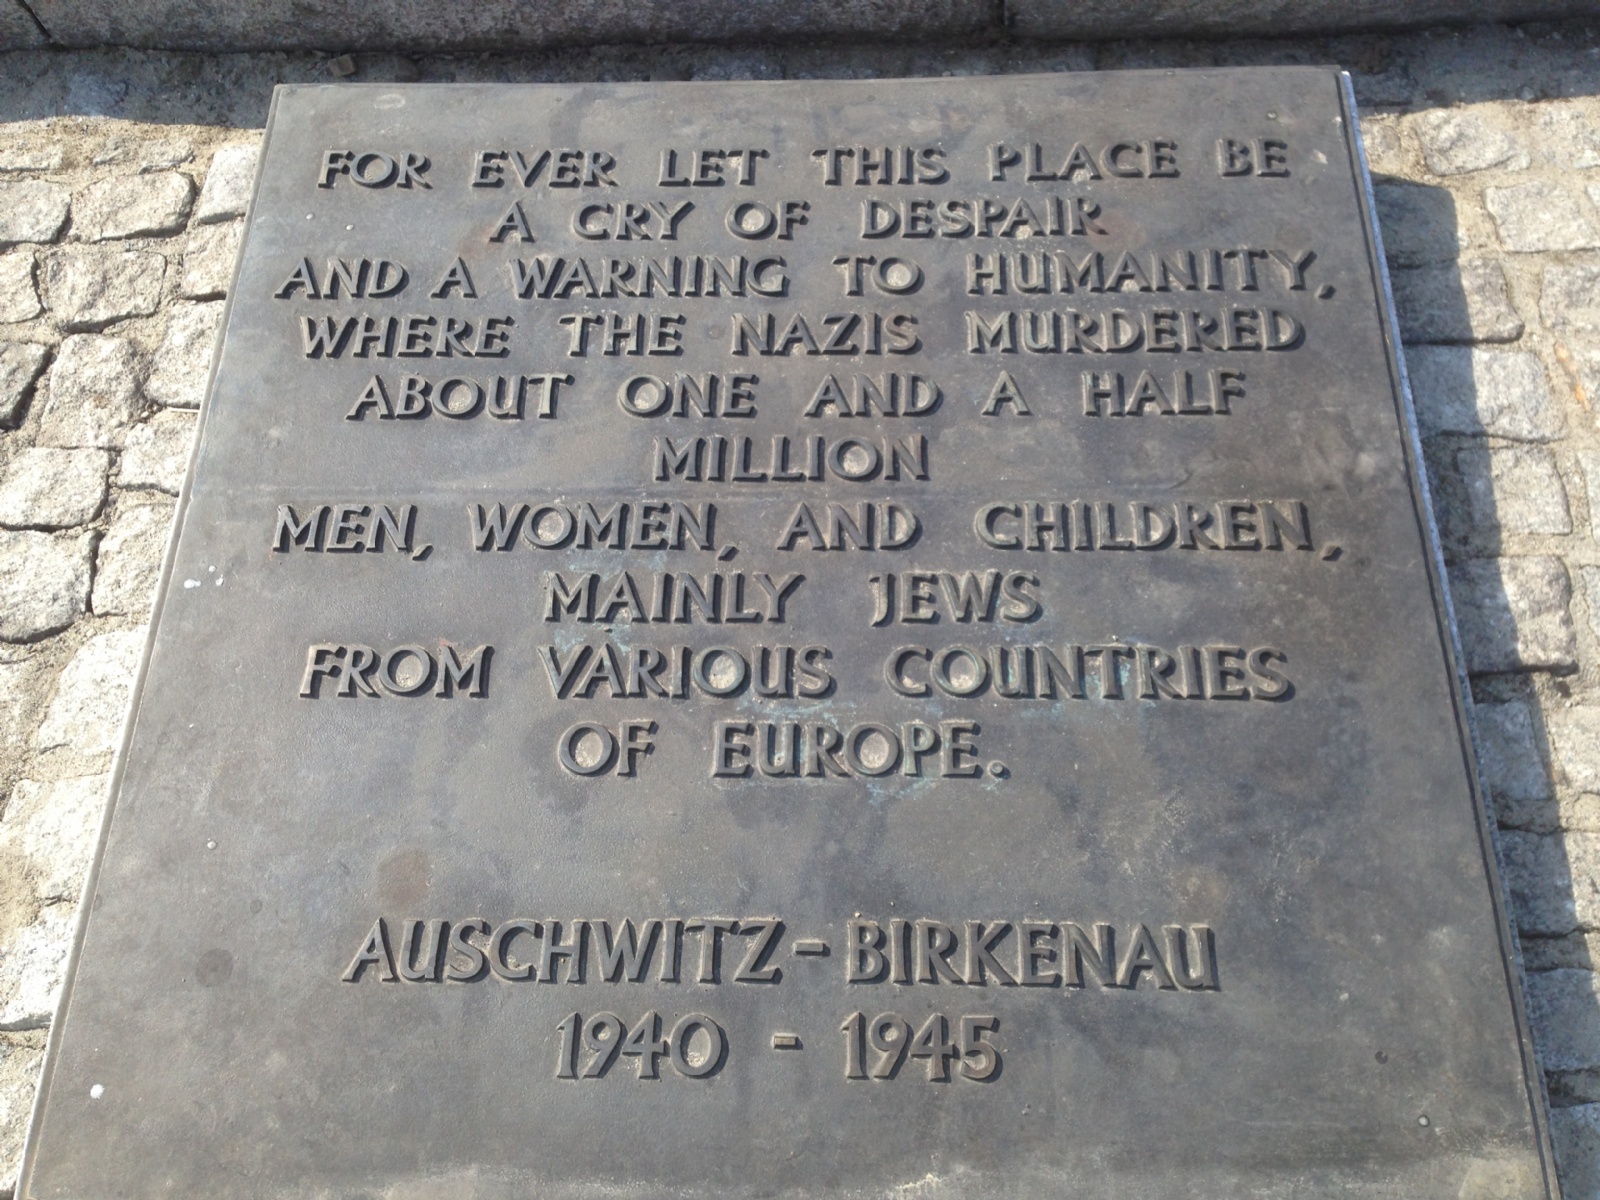 FOR EVER LET THIS PLACE BE
A CRY OF DESPAIR
AND A WARNING TO HUMANITY,
WHERE THE NAZIS MURDERED
ABOUT ONE AND A HALF
MILLION
MEN, WOMEN, AND CHILDREN,
MAINLY JEWS
FROM VARIOUS COUNTRIES
OF EUROPE.
AUSCHWITZ-BIRKENAU
1940 - 1945